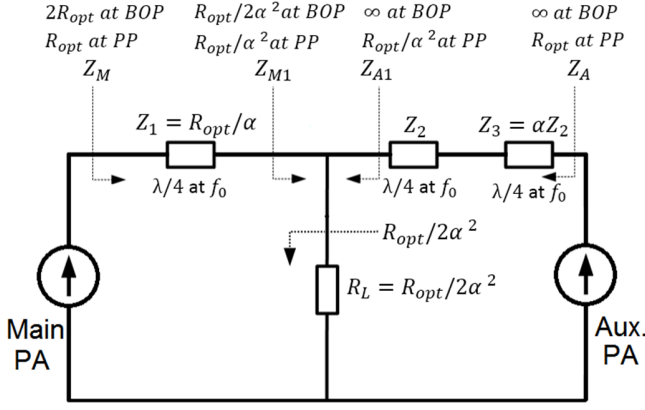 2R_opt at BOP
R_opt at PP
Z_M
R_opt/2α² at BOP
R_opt/α² at PP
Z_M1
∞ at BOP
R_opt/α² at PP
Z_A1
∞ at BOP
R_opt at PP
Z_A
Z_1 = R_opt/α
λ/4 at f_0
Z_2
λ/4 at f_0
Z_3 = αZ_2
λ/4 at f_0
R_opt/2α²
R_L = R_opt/2α²
Main
PA
Aux.
PA